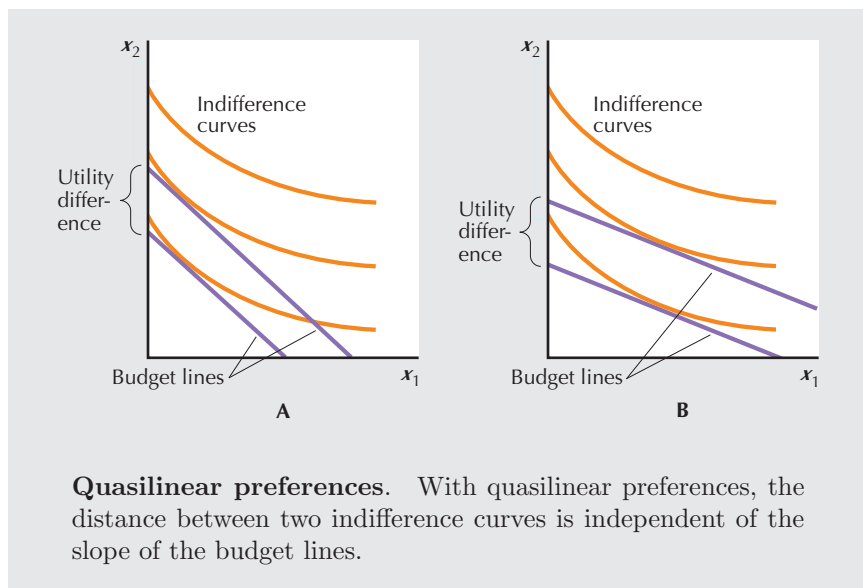 x2
Indifference
curves
Utility
differ-
ence
Budget lines
x1
A
x2
Indifference
curves
Utility
differ-
ence
Budget lines
x1
B
Quasilinear preferences. With quasilinear preferences, the
distance between two indifference curves is independent of the
slope of the budget lines.